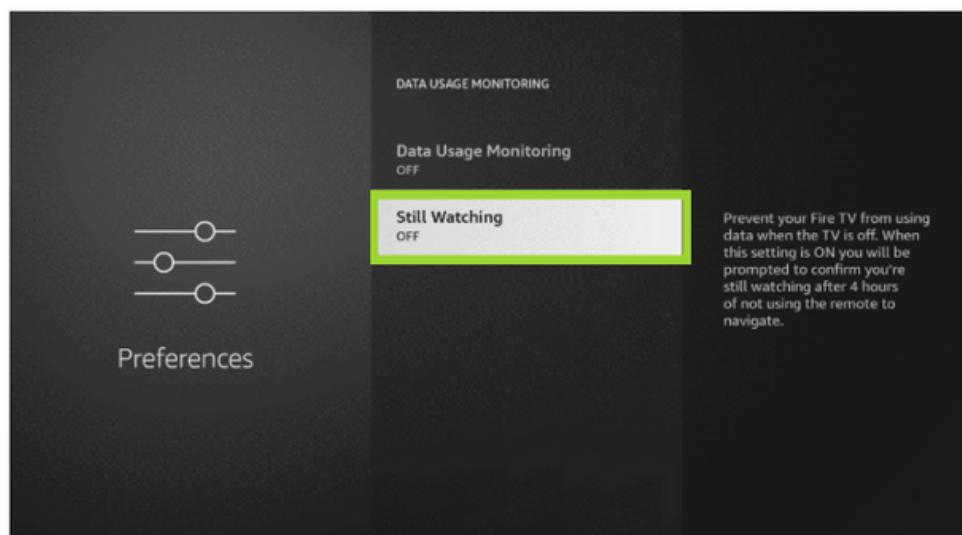 DATA USAGE MONITORING
Data Usage Monitoring
OFF
Still Watching
OFF
Preferences
Prevent your Fire TV from using
data when the TV is off. When
this setting is ON you will be
prompted to confirm you're
still watching after 4 hours
of not using the remote to
navigate.